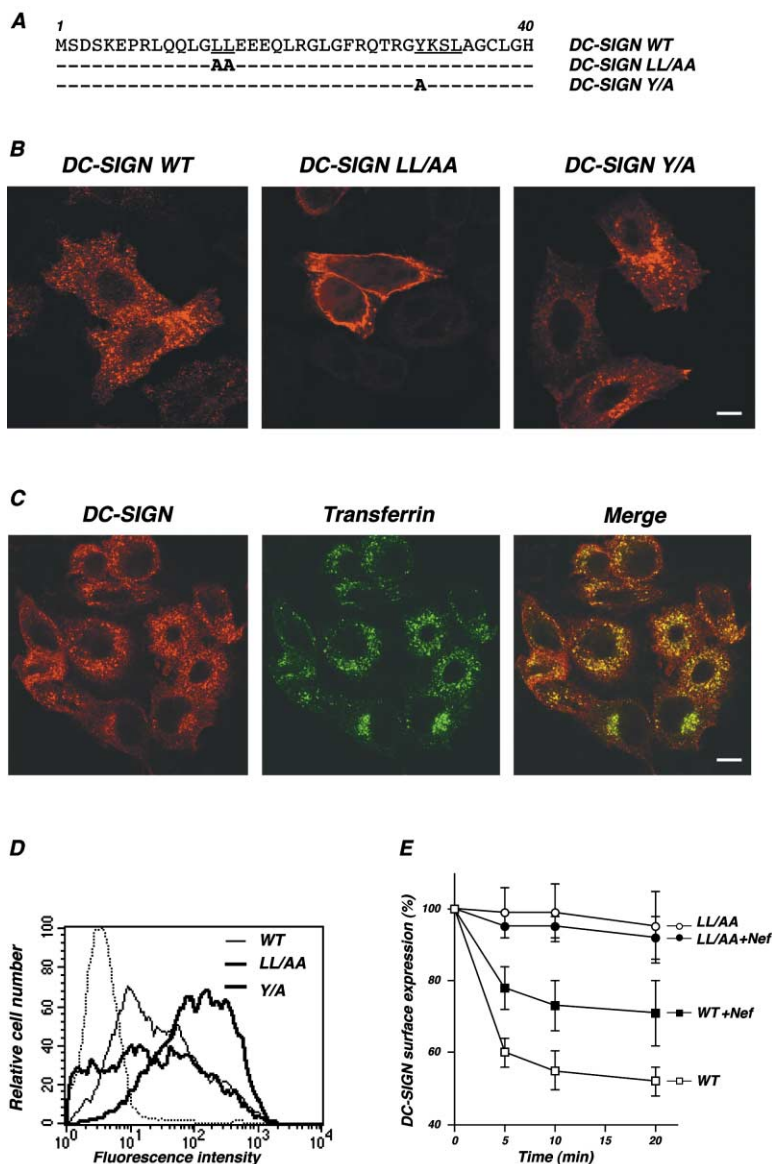 A
1 40
MSDSKEPRLQQLGLLEEEQLRGLGFRQTRGYKSLAGCLGH DC-SIGN WT
--------------AA------------------------ DC-SIGN LL/AA
------------------------------A--------- DC-SIGN Y/A
B
DC-SIGN WT DC-SIGN LL/AA DC-SIGN Y/A
C
DC-SIGN Transferrin Merge
D
Relative cell number
100
80
60
40
20
0
10^0 10^1 10^2 10^3 10^4
Fluorescence intensity
WT
LL/AA
Y/A
E
DC-SIGN surface expression (%)
100
80
60
40
0 5 10 15 20
Time (min)
LL/AA
LL/AA+Nef
WT+Nef
WT